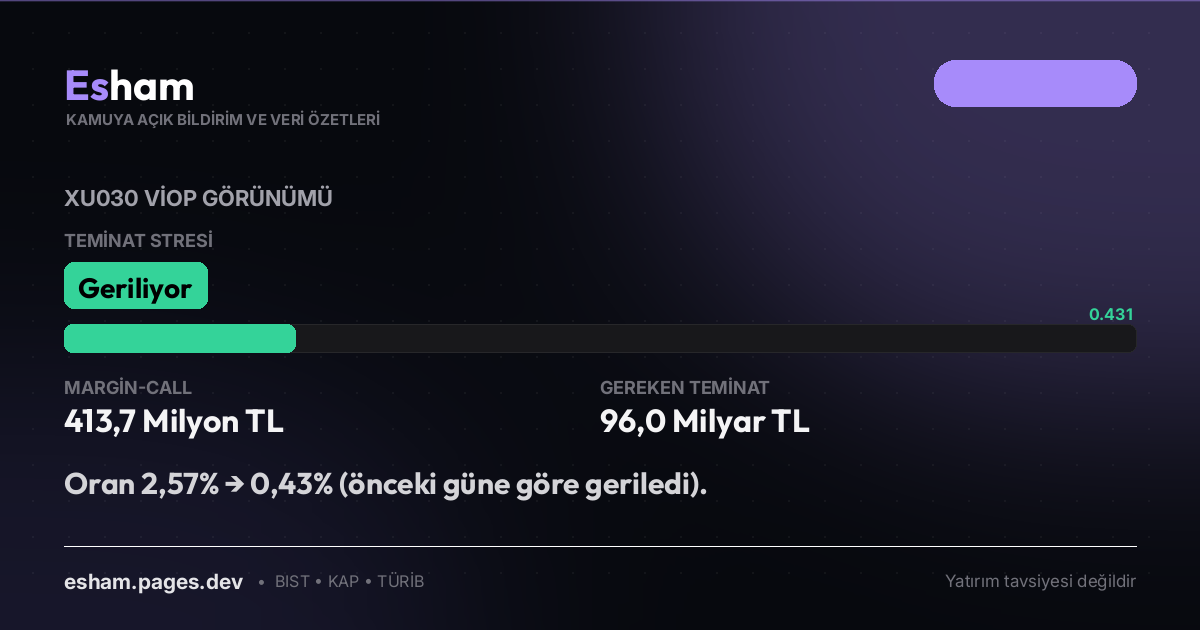 Esham
KAMUYA AÇIK BİLDİRİM VE VERİ ÖZETLERİ
XU030 VİOP GÖRÜNÜMÜ
TEMİNAT STRESİ
Geriliyor
0.431
MARGİN-CALL
413,7 Milyon TL
GEREKEN TEMİNAT
96,0 Milyar TL
Oran 2,57% → 0,43% (önceki güne göre geriledi).
esham.pages.dev • BIST • KAP • TÜRİB
Yatırım tavsiyesi değildir